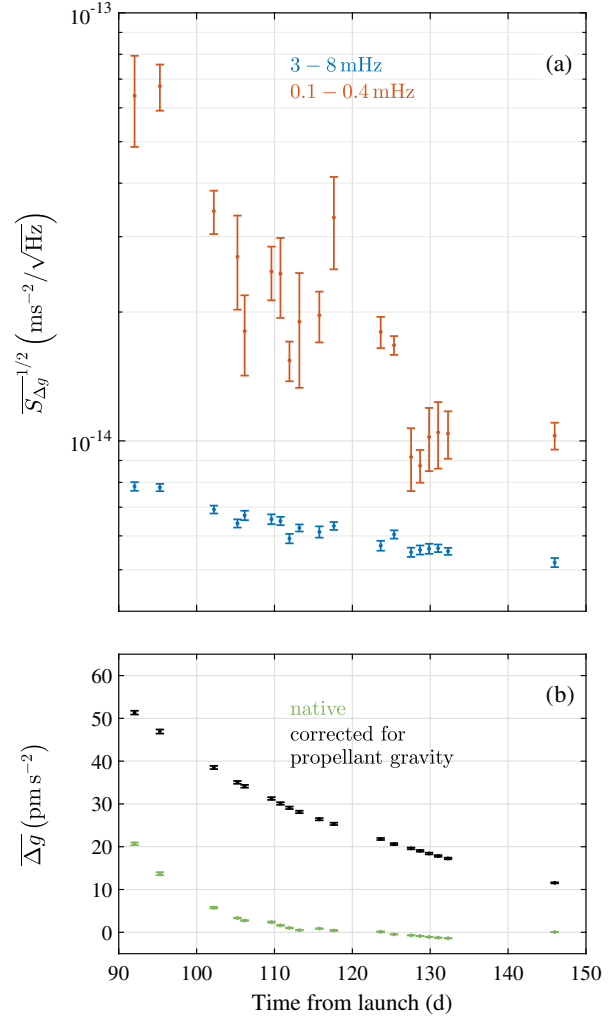 10⁻¹³
(a)
3 − 8 mHz
0.1 − 0.4 mHz
10⁻¹⁴
S_Δg^1/2 (ms⁻²/√Hz)
60
(b)
50
native
corrected for
propellant gravity
40
30
20
10
0
Δg (pm s⁻²)
90 100 110 120 130 140 150
Time from launch (d)